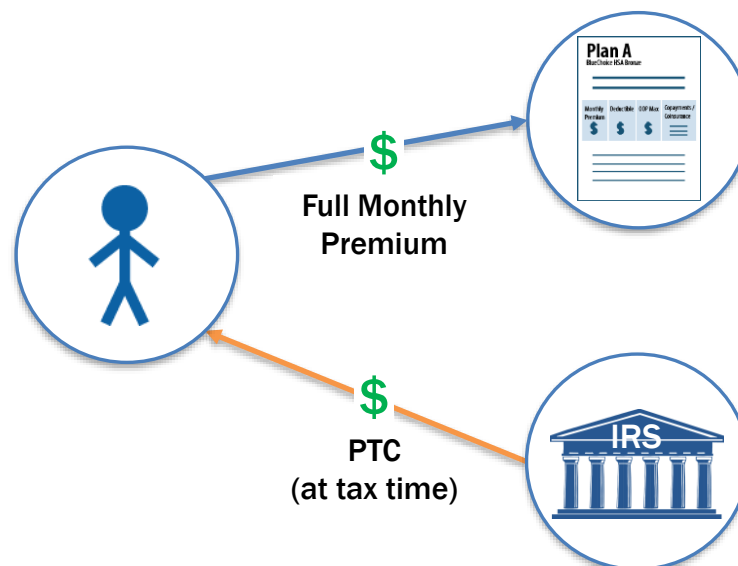 Plan A
BlueChoice HSA Bronze
Monthly Premium
$
Deductible
$
OOP Max
$
Copayments / Coinsurance
$
Full Monthly
Premium
$
PTC
(at tax time)
IRS